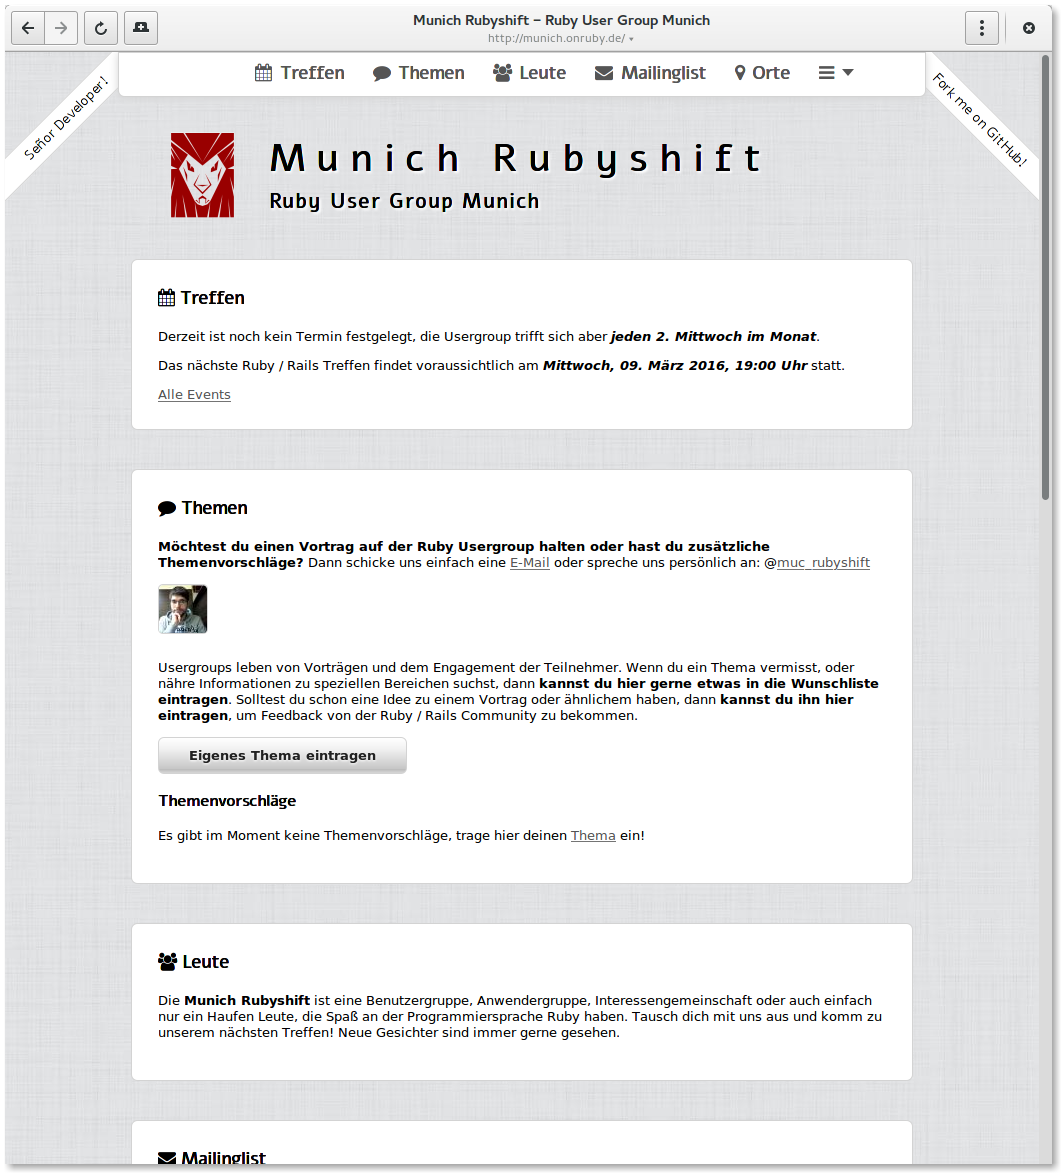 Munich Rubyshift – Ruby User Group Munich
http://munich.onruby.de/
Señor Developer!
Treffen Themen Leute Mailinglist Orte
Fork me on GitHub!
Munich Rubyshift
Ruby User Group Munich
Treffen
Derzeit ist noch kein Termin festgelegt, die Usergroup trifft sich aber jeden 2. Mittwoch im Monat.
Das nächste Ruby / Rails Treffen findet voraussichtlich am Mittwoch, 09. März 2016, 19:00 Uhr statt.
Alle Events
Themen
Möchtest du einen Vortrag auf der Ruby Usergroup halten oder hast du zusätzliche
Themenvorschläge? Dann schicke uns einfach eine E-Mail oder spreche uns persönlich an: @muc_rubyshift
Usergroups leben von Vorträgen und dem Engagement der Teilnehmer. Wenn du ein Thema vermisst, oder
nähre Informationen zu speziellen Bereichen suchst, dann kannst du hier gerne etwas in die Wunschliste
eintragen. Solltest du schon eine Idee zu einem Vortrag oder ähnlichem haben, dann kannst du ihn hier
eintragen, um Feedback von der Ruby / Rails Community zu bekommen.
Eigenes Thema eintragen
Themenvorschläge
Es gibt im Moment keine Themenvorschläge, trage hier deinen Thema ein!
Leute
Die Munich Rubyshift ist eine Benutzergruppe, Anwendergruppe, Interessengemeinschaft oder auch einfach
nur ein Haufen Leute, die Spaß an der Programmiersprache Ruby haben. Tausch dich mit uns aus und komm zu
unserem nächsten Treffen! Neue Gesichter sind immer gerne gesehen.
Mailinglist